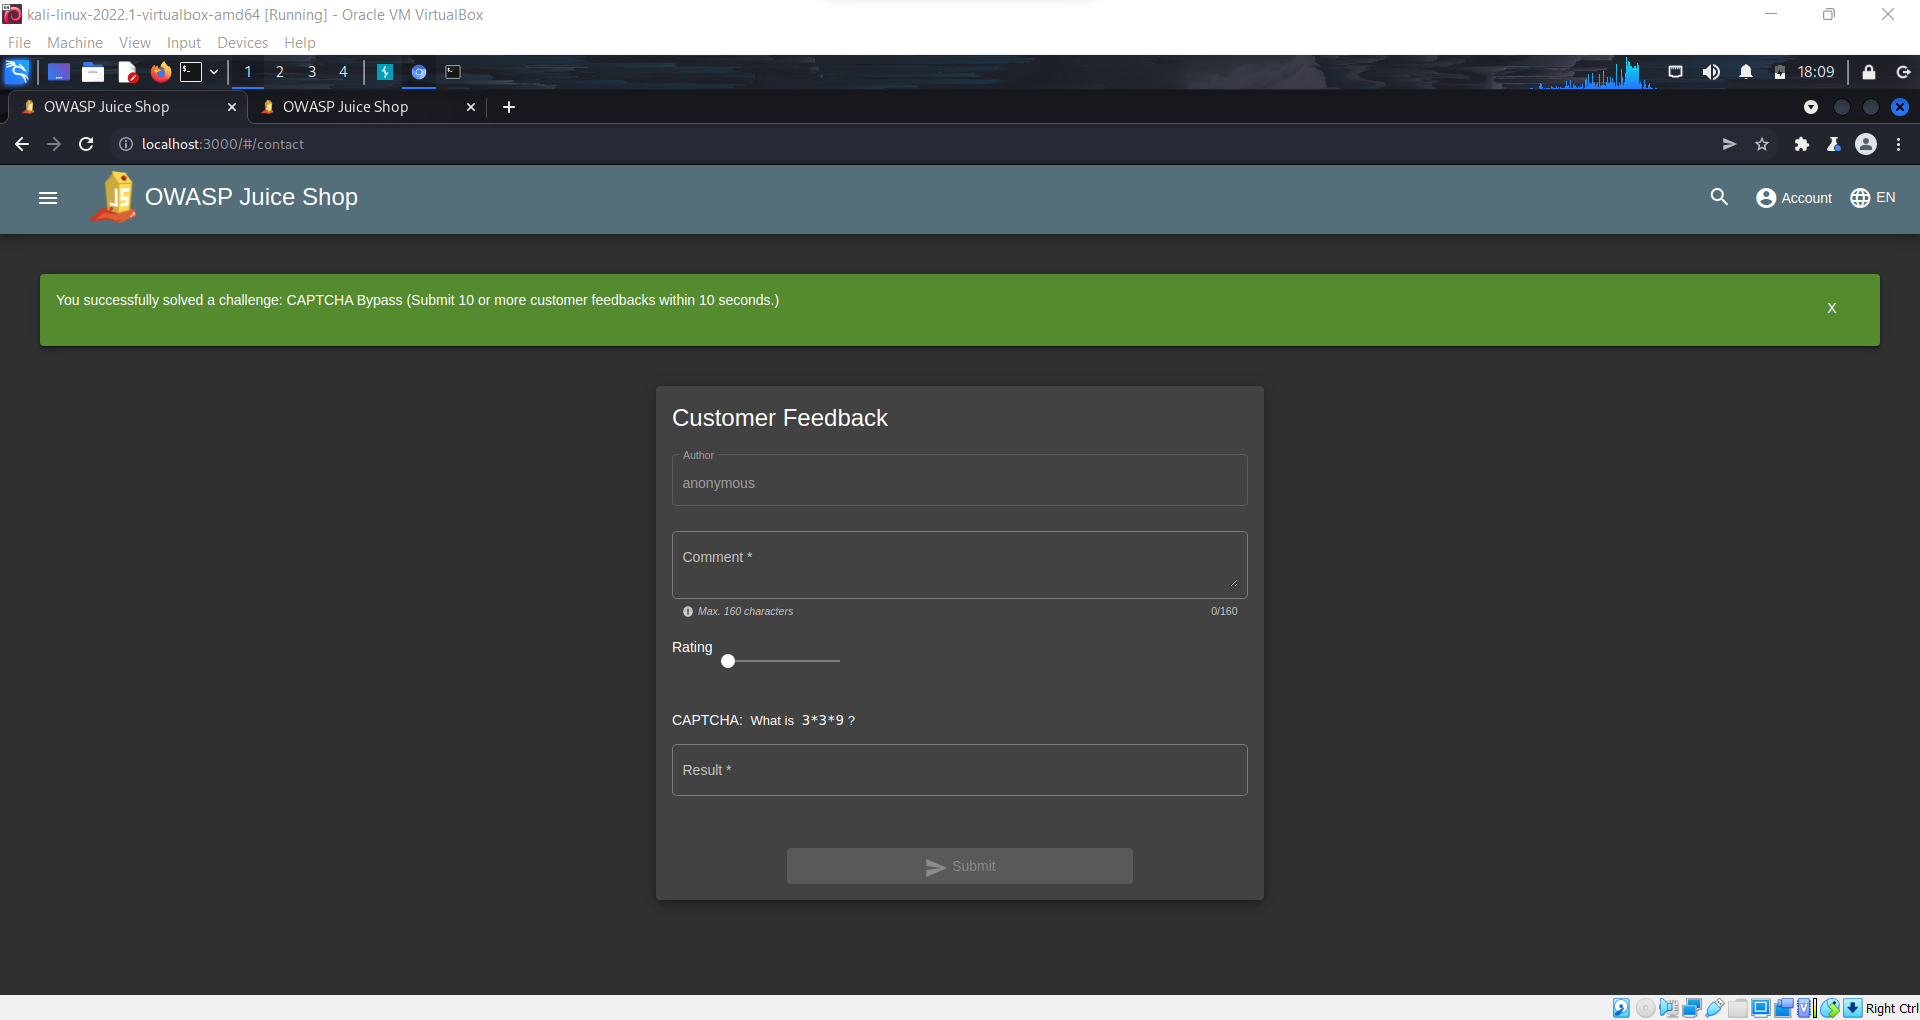 kali-linux-2022.1-virtualbox-amd64 [Running] - Oracle VM VirtualBox
File Machine View Input Devices Help
1 2 3 4 18:09
OWASP Juice Shop OWASP Juice Shop
localhost:3000/#/contact
OWASP Juice Shop Account EN
You successfully solved a challenge: CAPTCHA Bypass (Submit 10 or more customer feedbacks within 10 seconds.) X
Customer Feedback
Author
anonymous
Comment *
Max. 160 characters 0/160
Rating
CAPTCHA: What is 3*3*9 ?
Result *
Submit
Right Ctrl